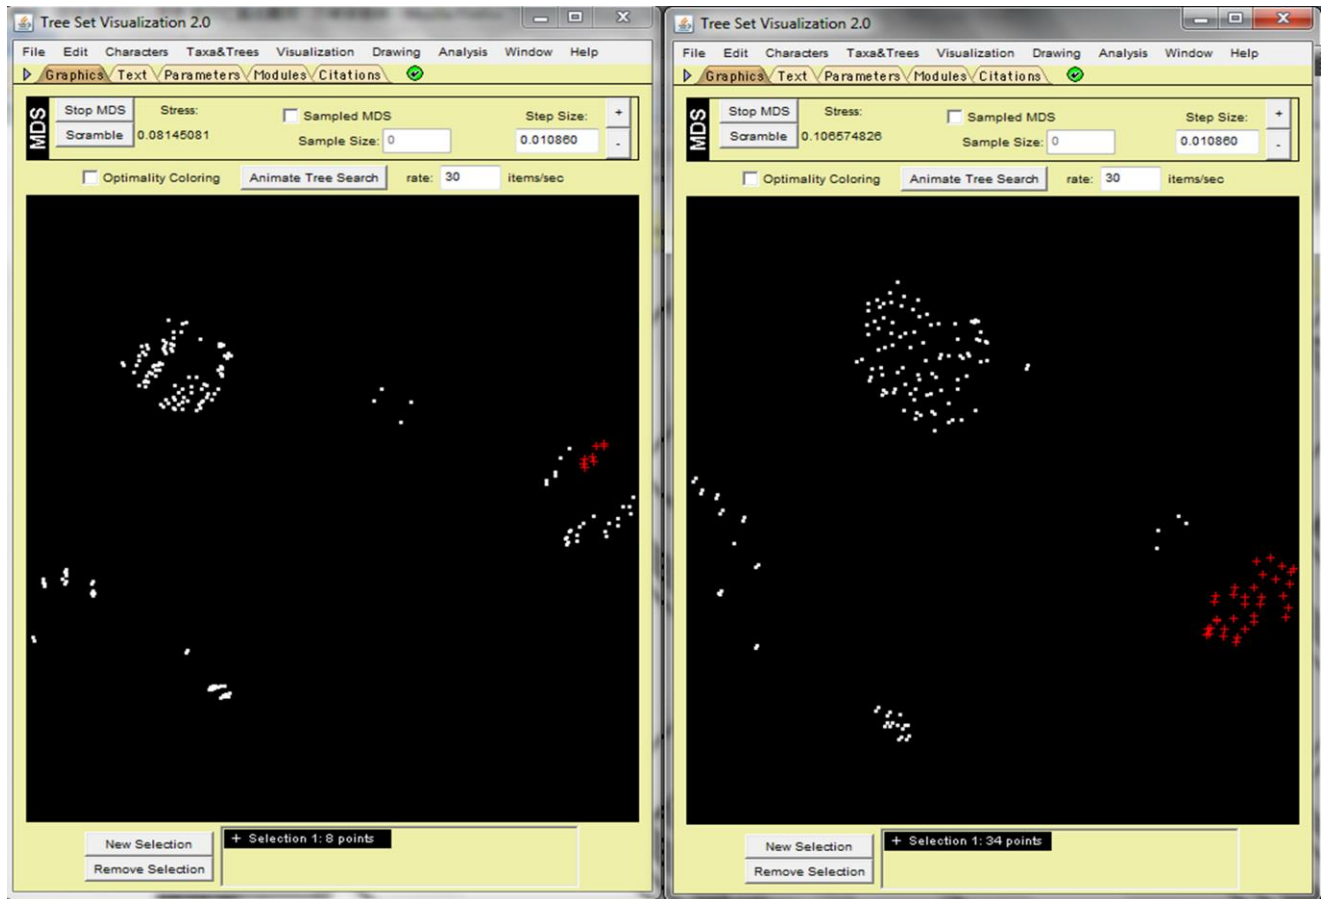 Tree Set Visualization 2.0
File Edit Characters Taxa&Trees Visualization Drawing Analysis Window Help
Graphics Text Parameters Modules Citations
MDS
Stop MDS Stress: Sampled MDS Step Size: +
Scramble 0.08145081 Sample Size: 0 0.010860 -
Optimality Coloring Animate Tree Search rate: 30 items/sec
New Selection + Selection 1: 8 points
Remove Selection
Tree Set Visualization 2.0
File Edit Characters Taxa&Trees Visualization Drawing Analysis Window Help
Graphics Text Parameters Modules Citations
MDS
Stop MDS Stress: Sampled MDS Step Size: +
Scramble 0.106574826 Sample Size: 0 0.010860 -
Optimality Coloring Animate Tree Search rate: 30 items/sec
New Selection + Selection 1: 34 points
Remove Selection